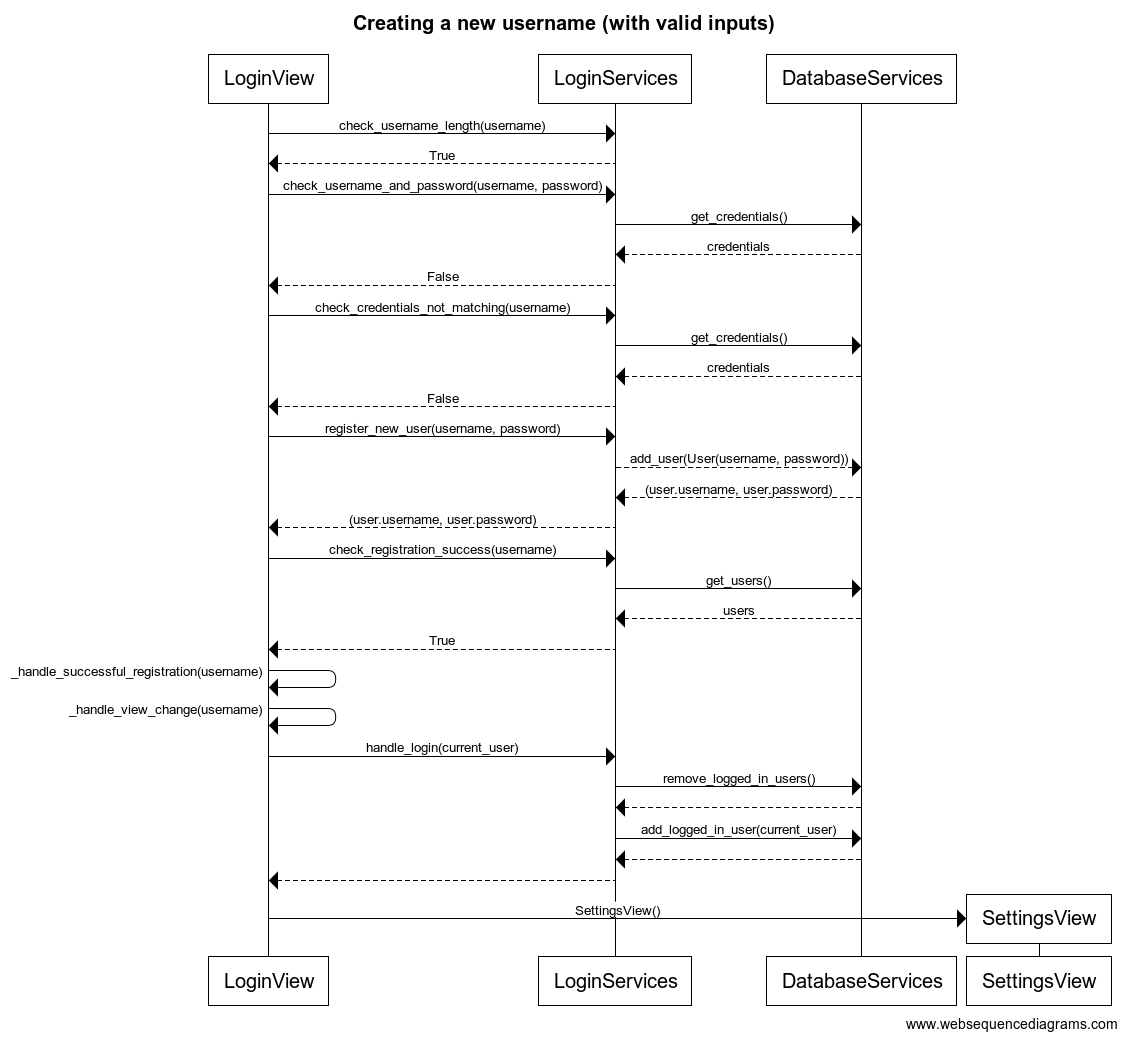 Creating a new username (with valid inputs)
LoginView
LoginServices
DatabaseServices
check_username_length(username)
True
check_username_and_password(username, password)
get_credentials()
credentials
False
check_credentials_not_matching(username)
get_credentials()
credentials
False
register_new_user(username, password)
add_user(User(username, password))
(user.username, user.password)
(user.username, user.password)
check_registration_success(username)
get_users()
users
True
_handle_successful_registration(username)
_handle_view_change(username)
handle_login(current_user)
remove_logged_in_users()
add_logged_in_user(current_user)
SettingsView()
SettingsView
LoginView
LoginServices
DatabaseServices
SettingsView
www.websequencediagrams.com